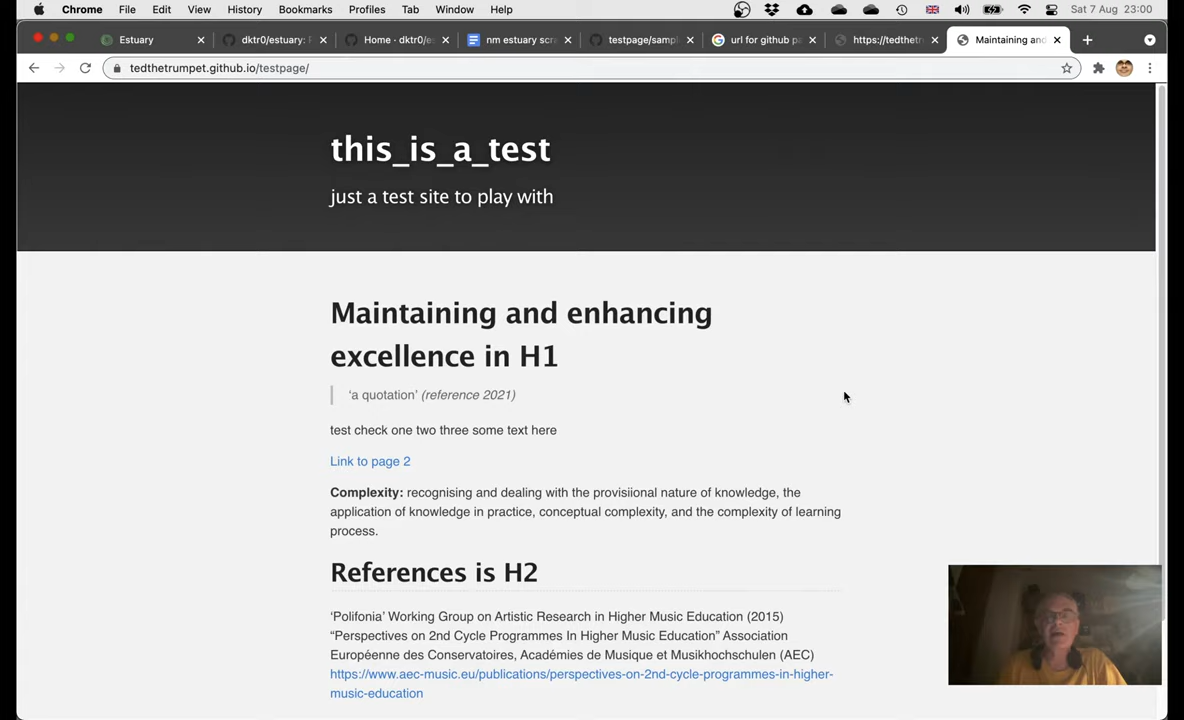 Chrome File Edit View History Bookmarks Profiles Tab Window Help Sat 7 Aug 23:00
Estuary dktr0/estuary: Home - dktr0/es nm estuary scra testpage/sampl url for github pa https://tedthetr Maintaining and
tedthetrumpet.github.io/testpage/
this_is_a_test
just a test site to play with
Maintaining and enhancing
excellence in H1
‘a quotation’ (reference 2021)
test check one two three some text here
Link to page 2
Complexity: recognising and dealing with the provisiional nature of knowledge, the
application of knowledge in practice, conceptual complexity, and the complexity of learning
process.
References is H2
‘Polifonia’ Working Group on Artistic Research in Higher Music Education (2015)
“Perspectives on 2nd Cycle Programmes In Higher Music Education” Association
Européenne des Conservatoires, Académies de Musique et Musikhochschulen (AEC)
https://www.aec-music.eu/publications/perspectives-on-2nd-cycle-programmes-in-higher-
music-education